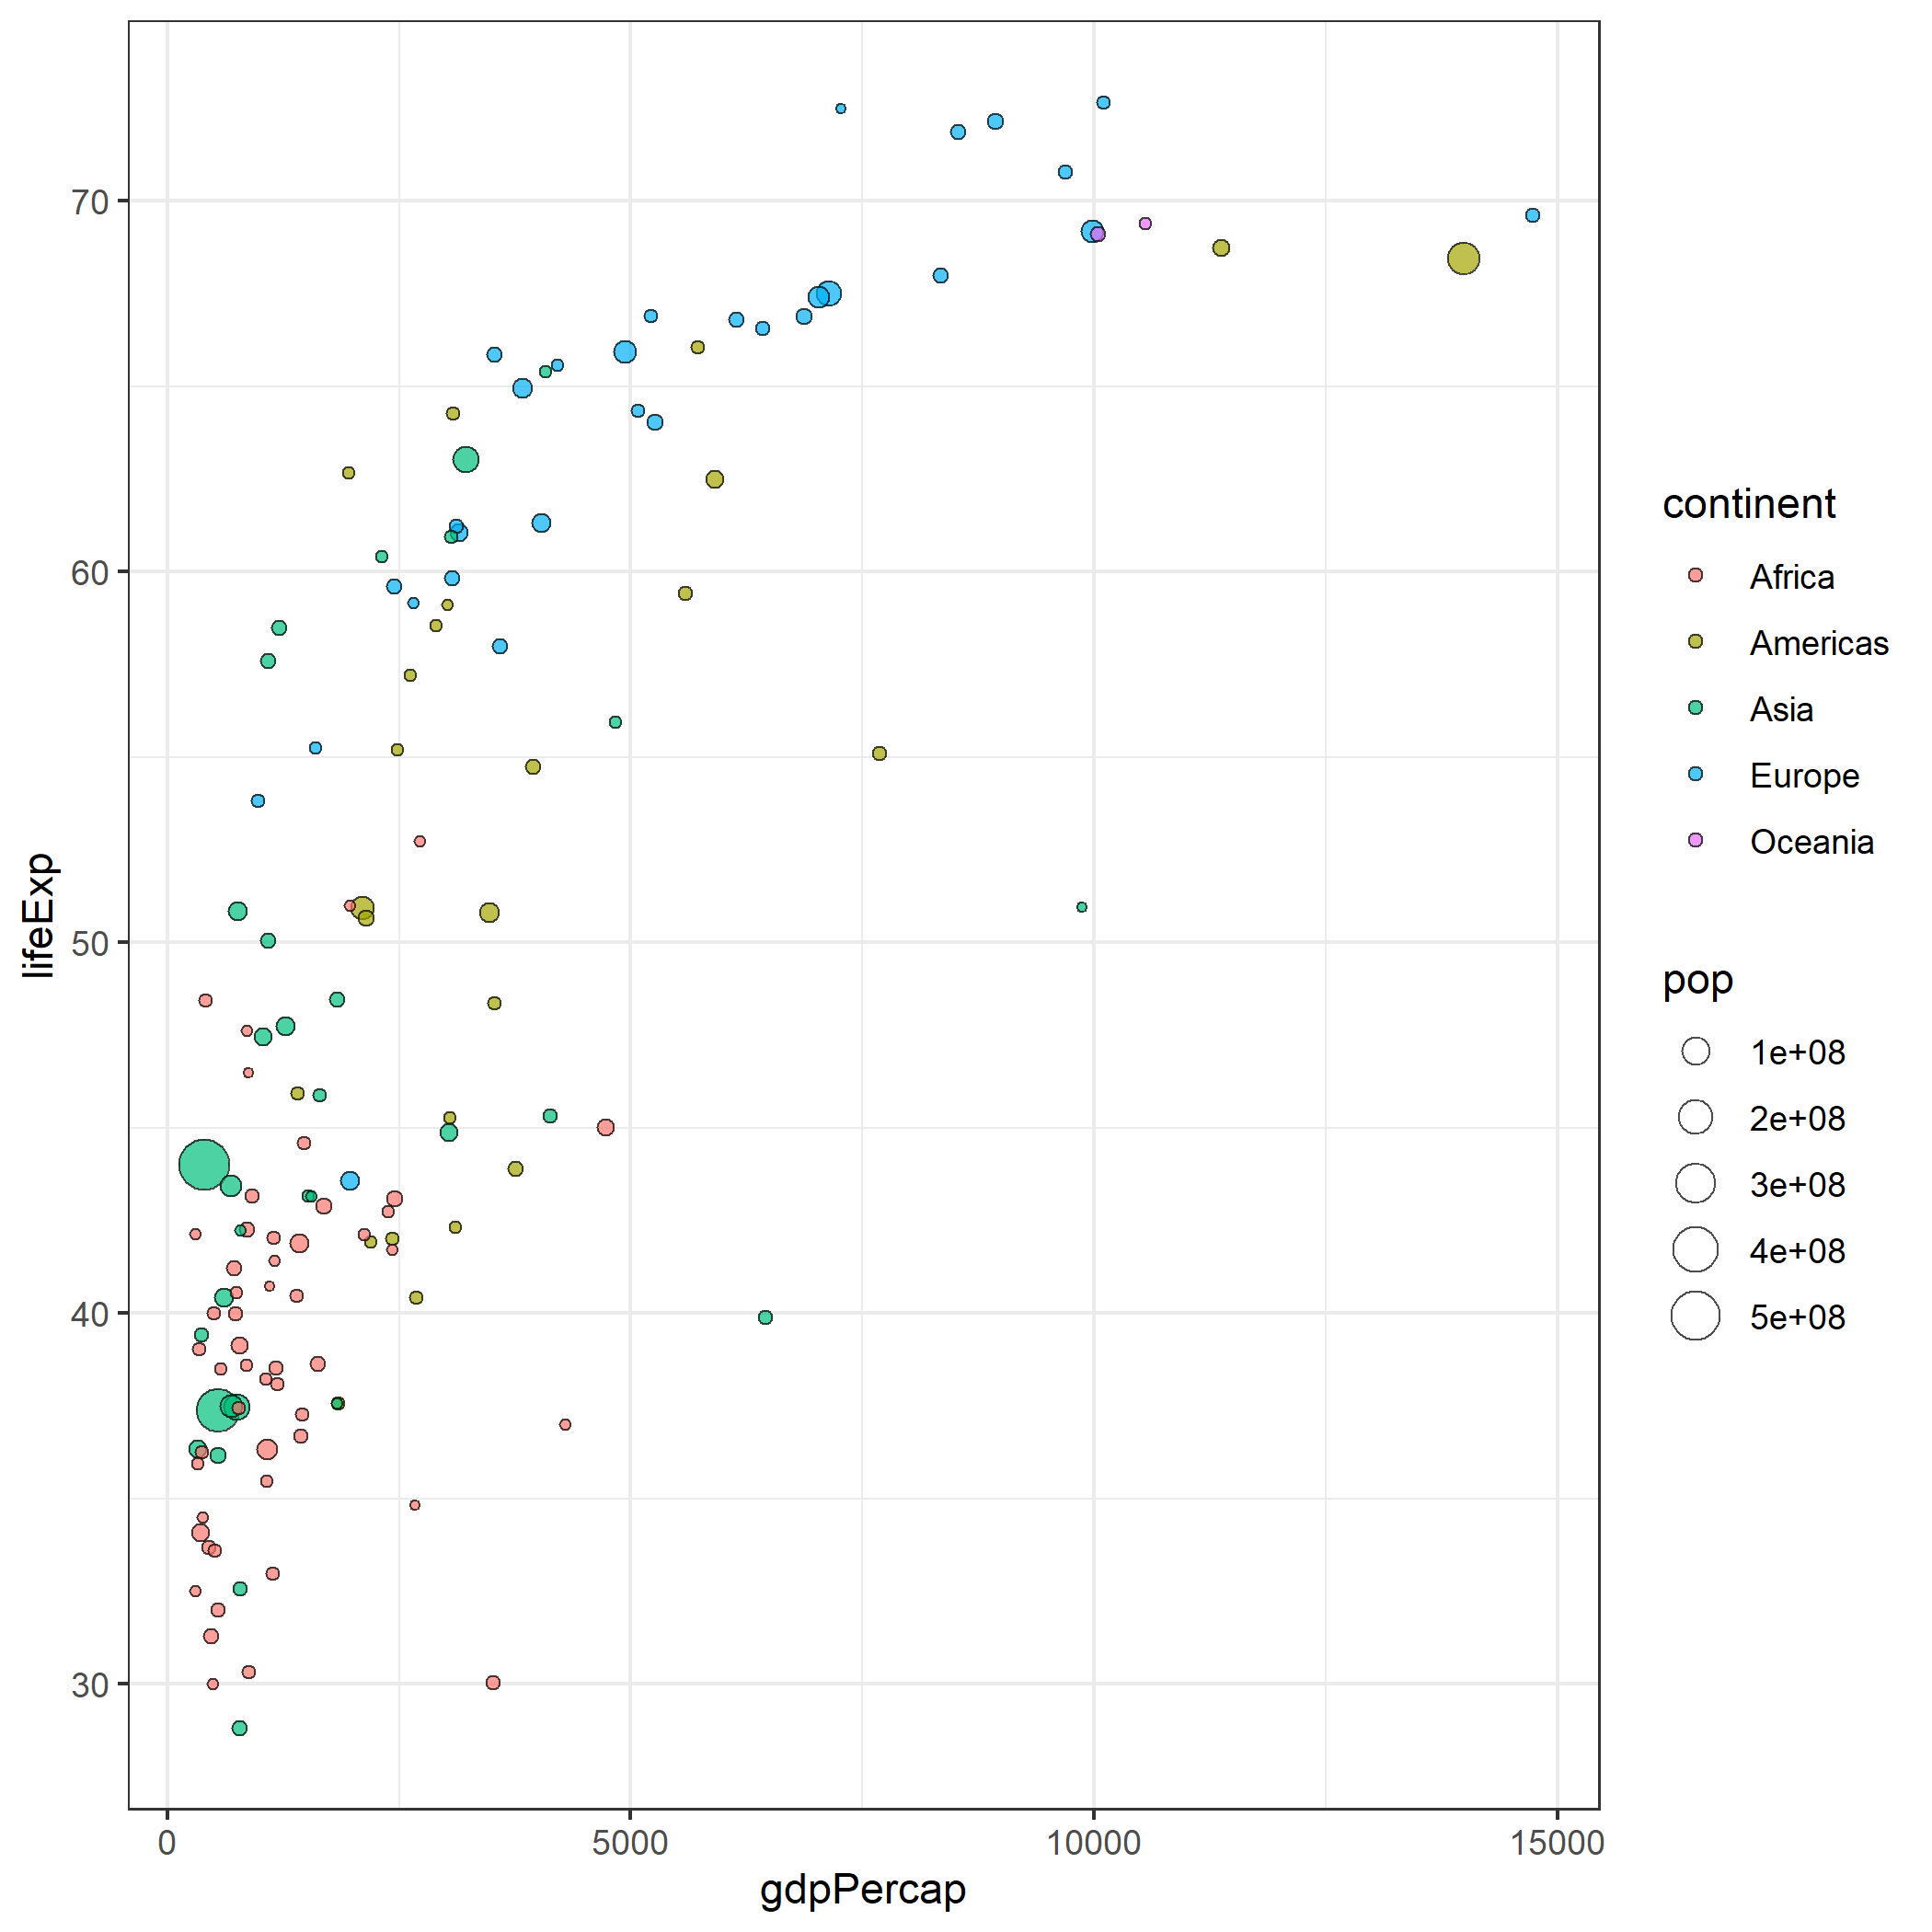 70
60
50
40
30
lifeExp
0 5000 10000 15000
gdpPercap
continent
Africa
Americas
Asia
Europe
Oceania
pop
1e+08
2e+08
3e+08
4e+08
5e+08